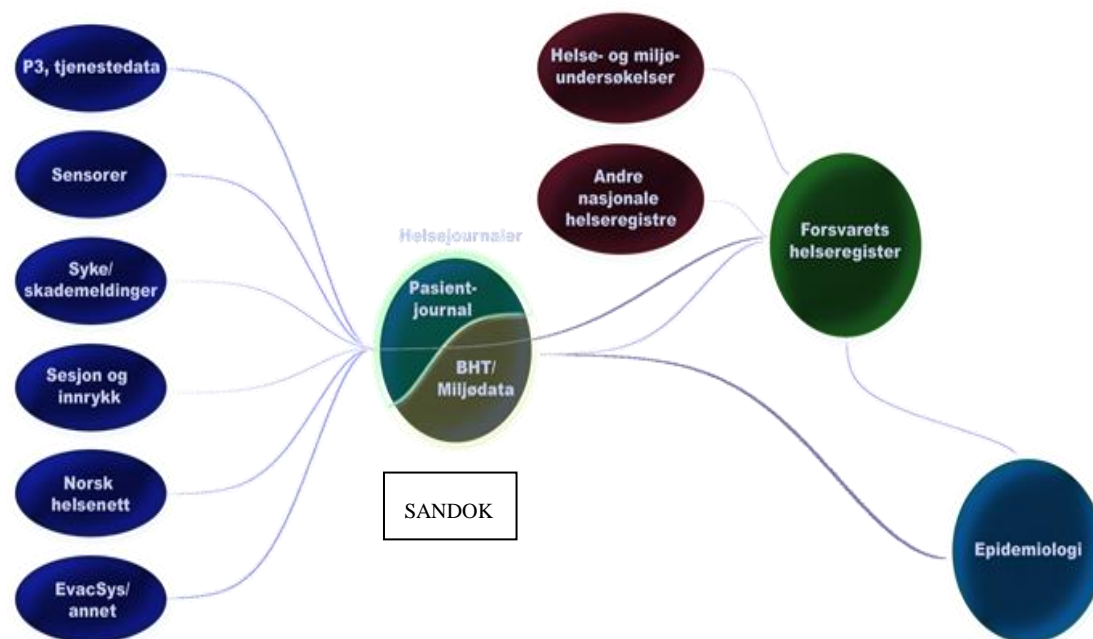 P3, tjenestedata
Sensorer
Syke/
skademeldinger
Sesjon og
innrykk
Norsk
helsenett
EvacSys/
annet
Helsejournaler
Pasient-
journal
BHT/
Miljødata
SANDOK
Helse- og miljø-
undersøkelser
Andre
nasjonale
helseregistre
Forsvarets
helseregister
Epidemiologi